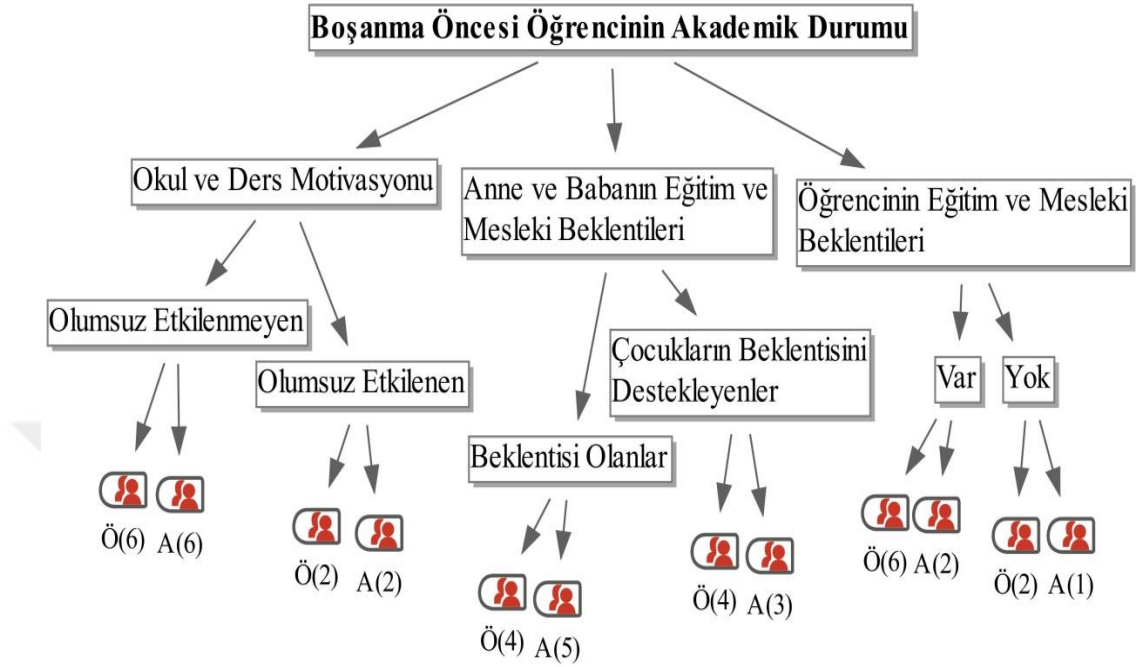 Boşanma Öncesi Öğrencinin Akademik Durumu
Okul ve Ders Motivasyonu
Anne ve Babanın Eğitim ve
Mesleki Beklentileri
Öğrencinin Eğitim ve Mesleki
Beklentileri
Olumsuz Etkilenmeyen
Olumsuz Etkilenen
Beklentisi Olanlar
Çocukların Beklentisini
Destekleyenler
Var
Yok
Ö(6) A(6)
Ö(2) A(2)
Ö(4) A(5)
Ö(4) A(3)
Ö(6) A(2)
Ö(2) A(1)